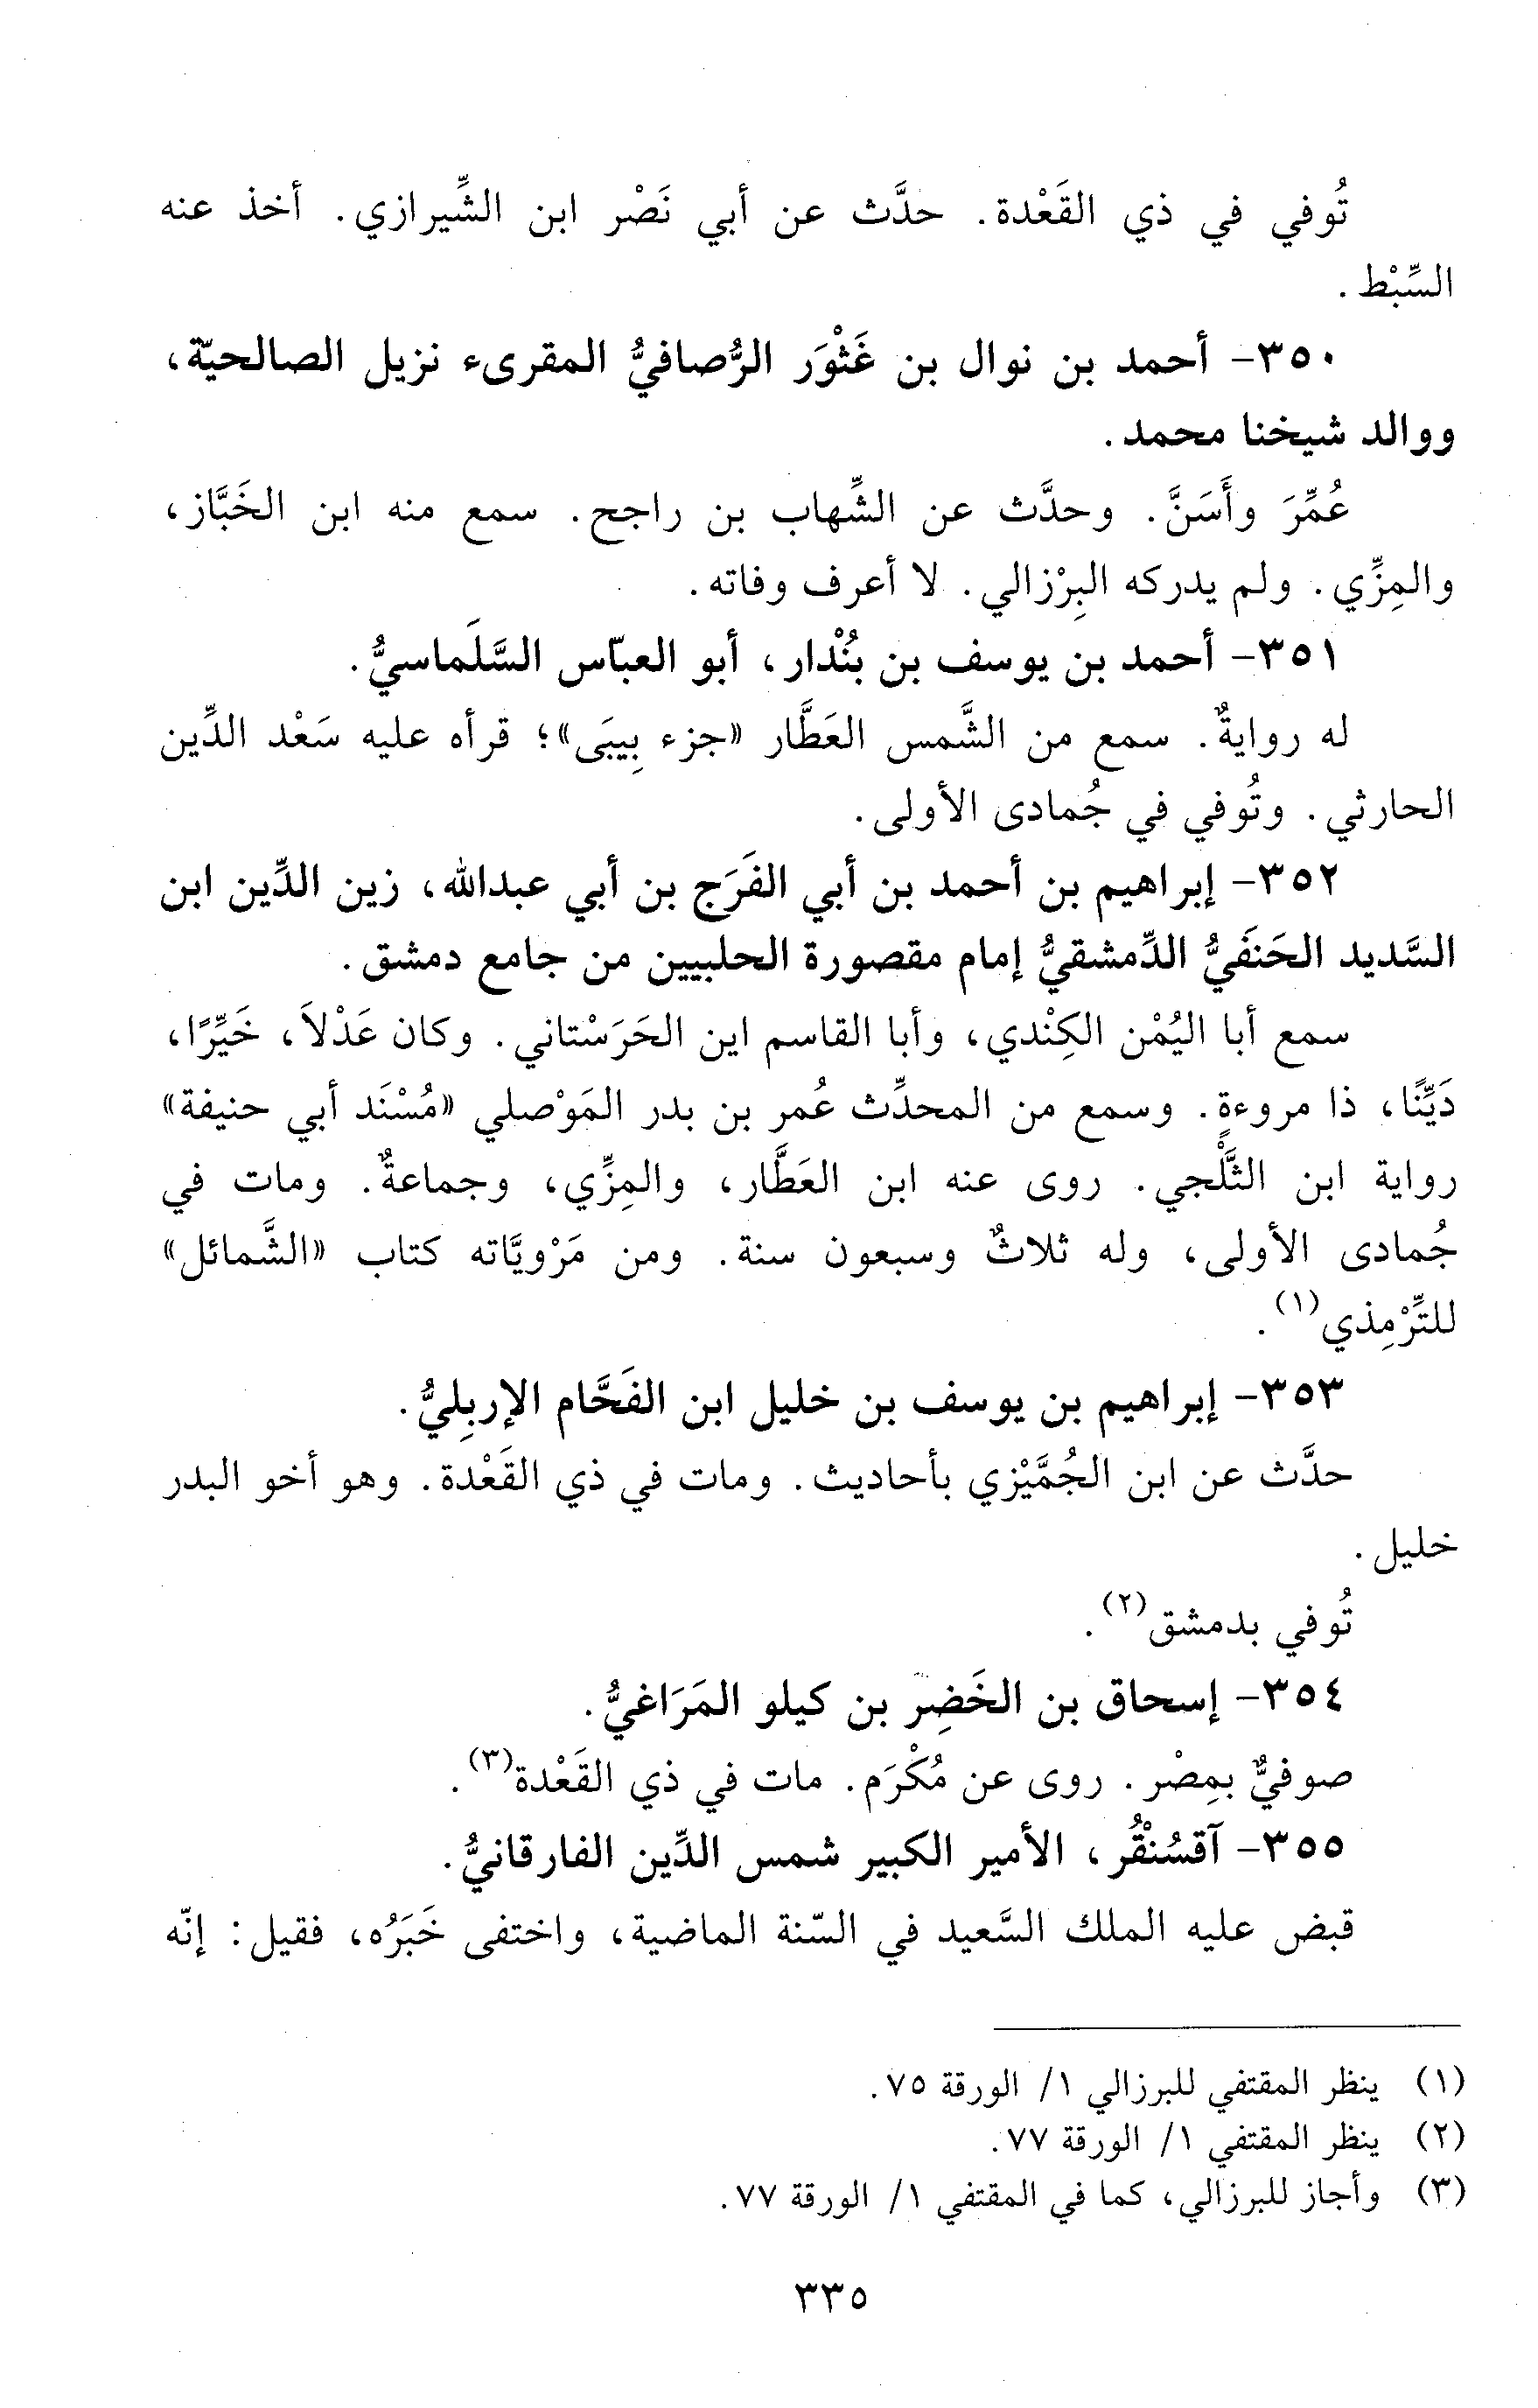 تُوفي في ذي القَعْدة. حدَّث عن أبي نَصْر ابن الشِّيرازي. أخذ عنه
السِّبْط.
٣٥٠- أحمد بن نوال بن غَثْوَر الرُّصافيُّ المقرىء نزيل الصالحيّة،
ووالد شيخنا محمد.
عُمِّرَ وأَسَنَّ. وحدَّث عن الشِّهاب بن راجح. سمع منه ابن الخَبَّاز،
والمِزِّي. ولم يدركه البِرْزالي. لا أعرف وفاته.
٣٥١- أحمد بن يوسف بن بُنْدار، أبو العبّاس السَّلَماسيُّ.
له روايةٌ. سمع من الشَّمس العَطَّار «جزء بِيبَى»؛ قرأه عليه سَعْد الدِّين
الحارثي. وتُوفي في جُمادى الأولى.
٣٥٢- إبراهيم بن أحمد بن أبي الفَرَج بن أبي عبدالله، زين الدِّين ابن
السَّديد الحَنفَيُّ الدِّمشقيُّ إمام مقصورة الحلبيين من جامع دمشق.
سمع أبا اليُمْن الكِنْدي، وأبا القاسم اين الحَرَسْتاني. وكان عَدْلاَ، خَيِّرًا،
دَيِّنًا، ذا مروءةٍ. وسمع من المحدِّث عُمر بن بدر المَوْصلي «مُسْنَد أبي حنيفة»
رواية ابن الثَّلْجي. روى عنه ابن العَطَّار، والمِزِّي، وجماعةٌ. ومات في
جُمادى الأولى، وله ثلاثٌ وسبعون سنة. ومن مَرْويَّاته كتاب «الشَّمائل»
للتِّرْمِذي(١).
٣٥٣- إبراهيم بن يوسف بن خليل ابن الفَحَّام الإربِليُّ.
حدَّث عن ابن الجُمَّيْزي بأحاديث. ومات في ذي القَعْدة. وهو أخو البدر
خليل.
تُوفي بدمشق(٢).
٣٥٤- إسحاق بن الخَضِر بن كيلو المَرَاغيُّ.
صوفيٌّ بمِصْر. روى عن مُكْرَم. مات في ذي القَعْدة(٣).
٣٥٥- آقسُنْقُر، الأمير الكبير شمس الدِّين الفارقانيُّ.
قبض عليه الملك السَّعيد في السّنة الماضية، واختفى خَبَرُه، فقيل: إنّه
(١) ينظر المقتفي للبرزالي ١/ الورقة ٧٥.
(٢) ينظر المقتفي ١/ الورقة ٧٧.
(٣) وأجاز للبرزالي، كما في المقتفي ١/ الورقة ٧٧.
٣٣٥